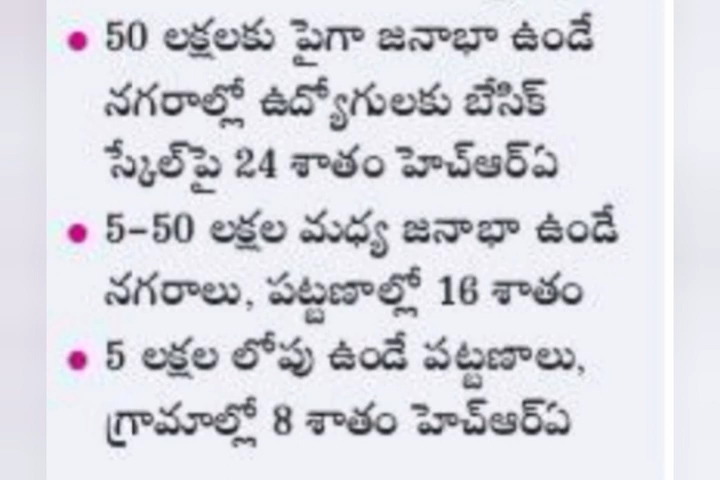 • 50 లక్షలకు పైగా జనాభా ఉండే
నగరాల్లో ఉద్యోగులకు బేసిక్
స్కేల్‌పై 24 శాతం హెచ్‌ఆర్‌ఏ
• 5-50 లక్షల మధ్య జనాభా ఉండే
నగరాలు, పట్టణాల్లో 16 శాతం
• 5 లక్షల లోపు ఉండే పట్టణాలు,
గ్రామాల్లో 8 శాతం హెచ్‌ఆర్‌ఏ